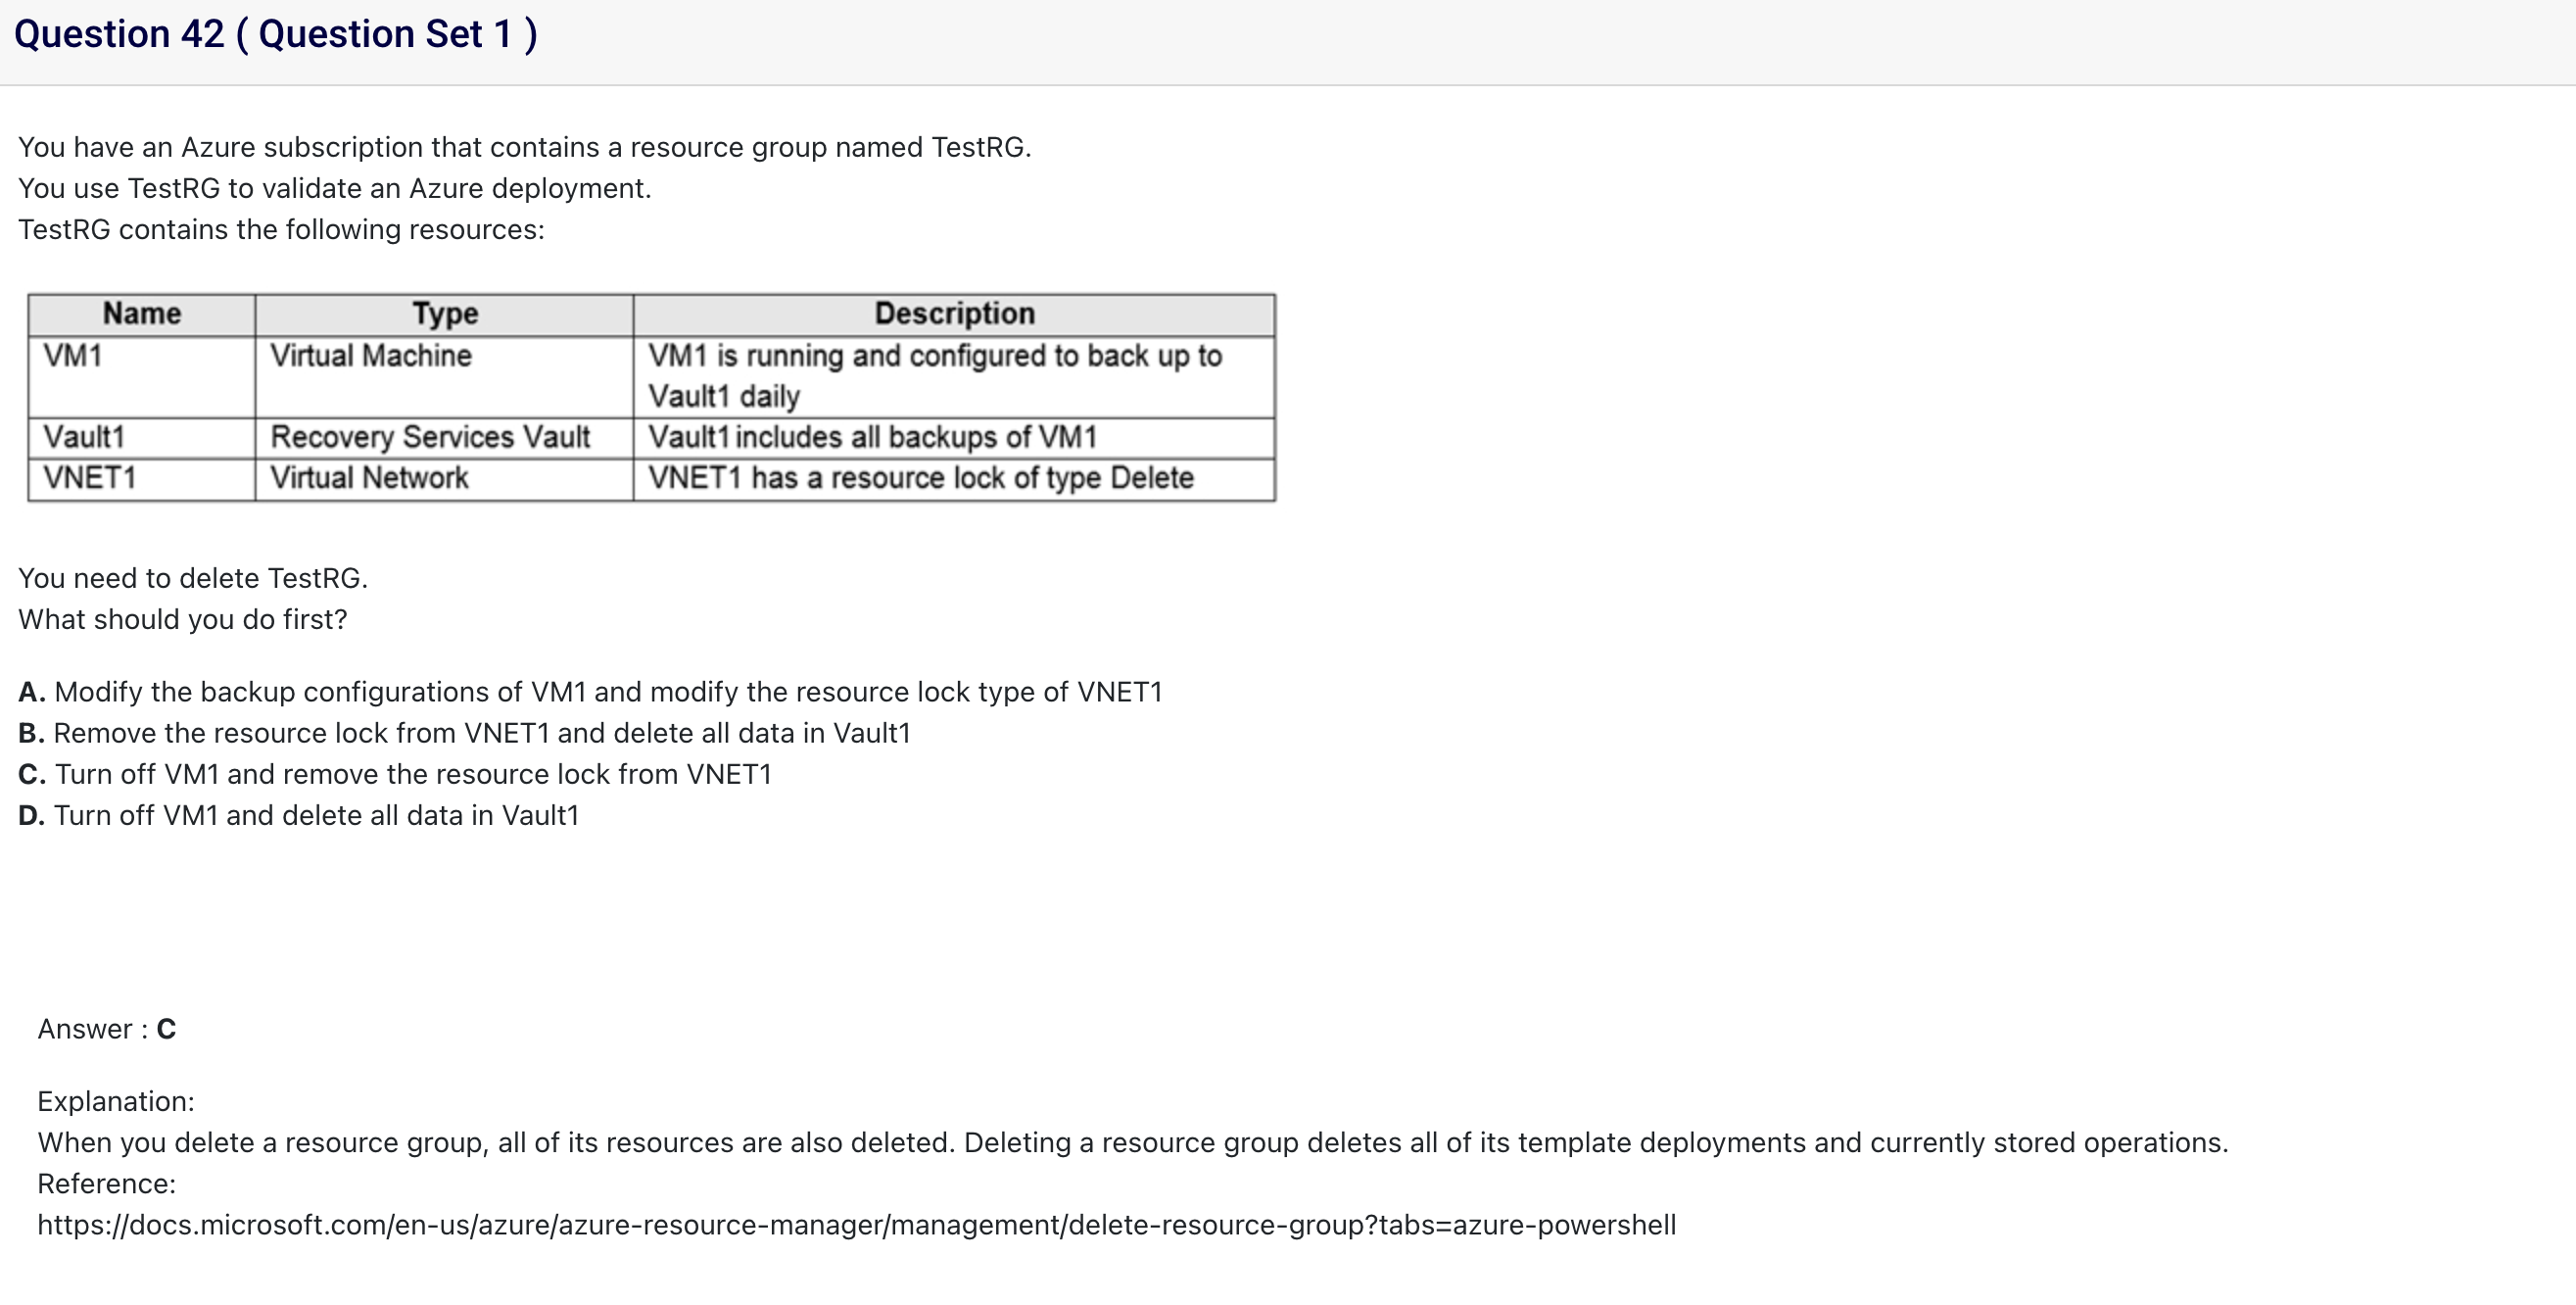 Question 42 ( Question Set 1 )
You have an Azure subscription that contains a resource group named TestRG.
You use TestRG to validate an Azure deployment.
TestRG contains the following resources:
Name Type Description
VM1 Virtual Machine VM1 is running and configured to back up to
Vault1 daily
Vault1 Recovery Services Vault Vault1 includes all backups of VM1
VNET1 Virtual Network VNET1 has a resource lock of type Delete
You need to delete TestRG.
What should you do first?
A. Modify the backup configurations of VM1 and modify the resource lock type of VNET1
B. Remove the resource lock from VNET1 and delete all data in Vault1
C. Turn off VM1 and remove the resource lock from VNET1
D. Turn off VM1 and delete all data in Vault1
Answer : C
Explanation:
When you delete a resource group, all of its resources are also deleted. Deleting a resource group deletes all of its template deployments and currently stored operations.
Reference:
https://docs.microsoft.com/en-us/azure/azure-resource-manager/management/delete-resource-group?tabs=azure-powershell